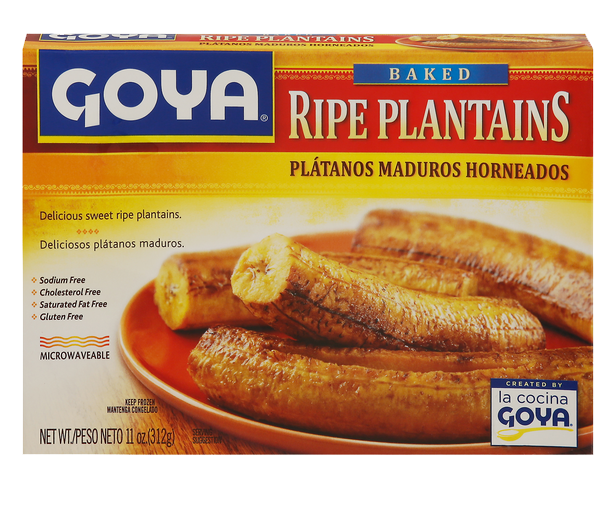 RIPE PLANTAINS
PLÁTANOS MADUROS HORNEADOS
GOYA®
BAKED
RIPE PLANTAINS
PLÁTANOS MADUROS HORNEADOS
Delicious sweet ripe plantains.
Deliciosos plátanos maduros.
Sodium Free
Cholesterol Free
Saturated Fat Free
Gluten Free
MICROWAVEABLE
KEEP FROZEN
MANTENGA CONGELADO
NET WT./PESO NETO 11 oz.(312g)
SERVING
SUGGESTION
CREATED BY
la cocina
GOYA®